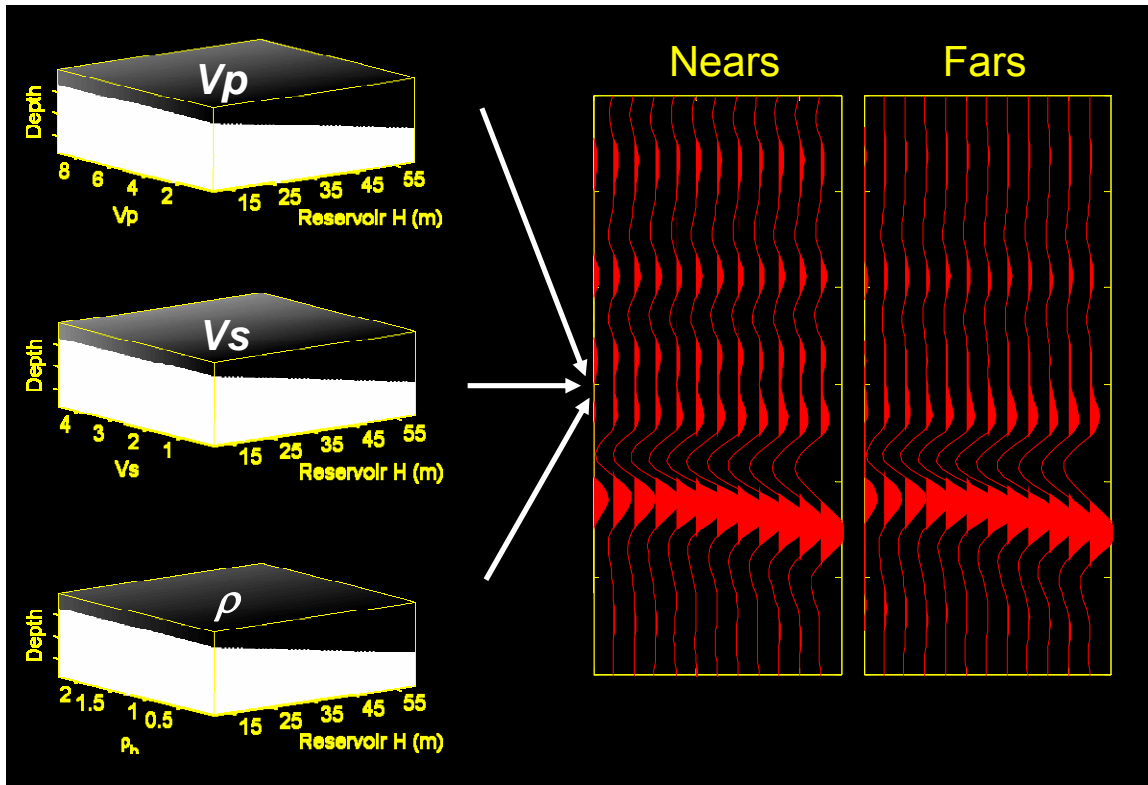 Nears
Fars
Vp
Depth
8 6 4 2
Vp
15 25 35 45 55
Reservoir H (m)
Vs
Depth
4 3 2 1
Vs
15 25 35 45 55
Reservoir H (m)
ρ
Depth
2 1.5 1 0.5
ρb
15 25 35 45 55
Reservoir H (m)